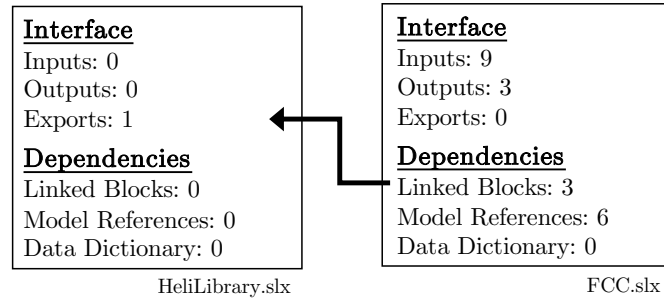 Interface
Inputs: 0
Outputs: 0
Exports: 1
Dependencies
Linked Blocks: 0
Model References: 0
Data Dictionary: 0
HeliLibrary.slx
Interface
Inputs: 9
Outputs: 3
Exports: 0
Dependencies
Linked Blocks: 3
Model References: 6
Data Dictionary: 0
FCC.slx